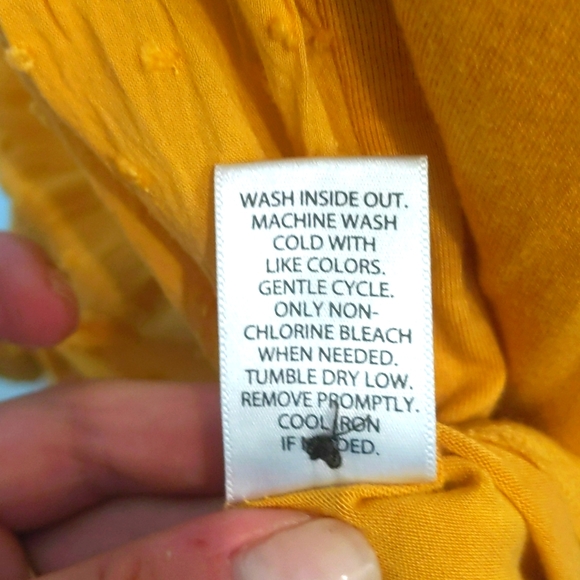 WASH INSIDE OUT.
MACHINE WASH
COLD WITH
LIKE COLORS.
GENTLE CYCLE.
ONLY NON-
CHLORINE BLEACH
WHEN NEEDED.
TUMBLE DRY LOW.
REMOVE PROMPTLY.
COOL IRON
IF NEEDED.